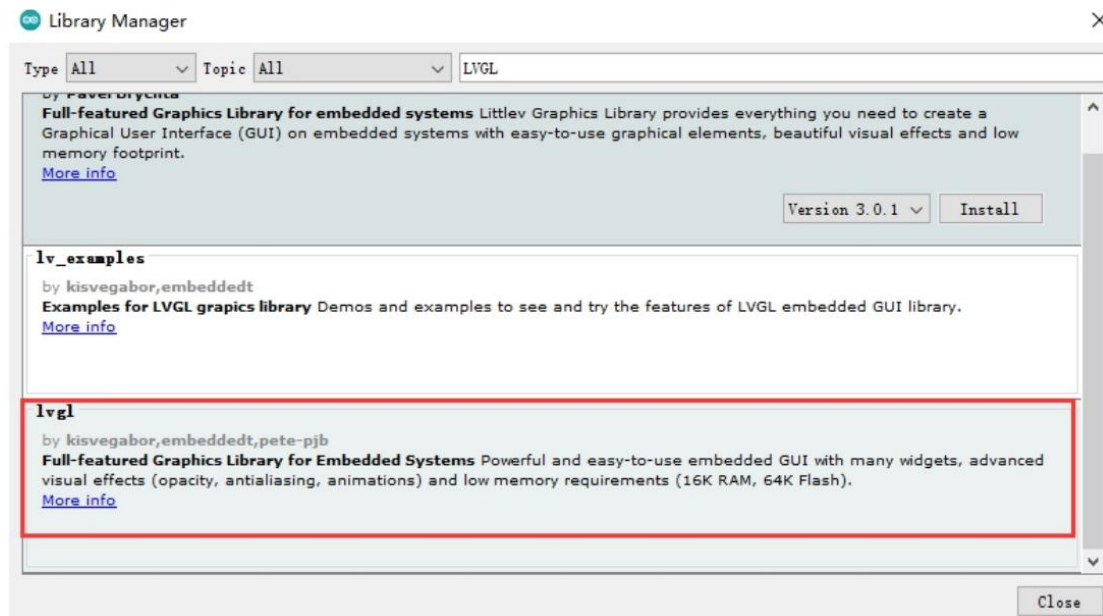 Library Manager
Type All Topic All LVGL
by Pavel Brychta
Full-featured Graphics Library for embedded systems Littlev Graphics Library provides everything you need to create a
Graphical User Interface (GUI) on embedded systems with easy-to-use graphical elements, beautiful visual effects and low
memory footprint.
More info
Version 3.0.1 Install
lv_examples
by kisvegabor,embeddedt
Examples for LVGL grapics library Demos and examples to see and try the features of LVGL embedded GUI library.
More info
lvgl
by kisvegabor,embeddedt,pete-pjb
Full-featured Graphics Library for Embedded Systems Powerful and easy-to-use embedded GUI with many widgets, advanced
visual effects (opacity, antialiasing, animations) and low memory requirements (16K RAM, 64K Flash).
More info
Close